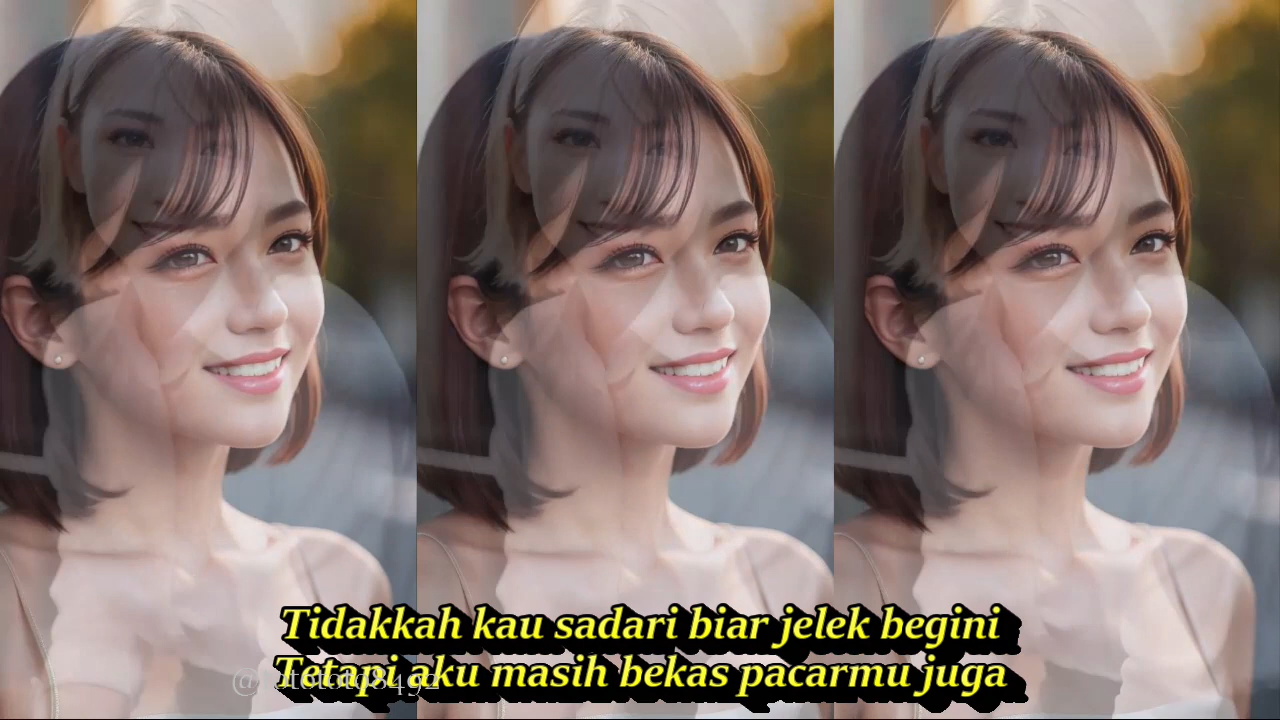 Tidakkah kau sadari biar jelek begini
Tetapi aku masih bekas pacarmu juga